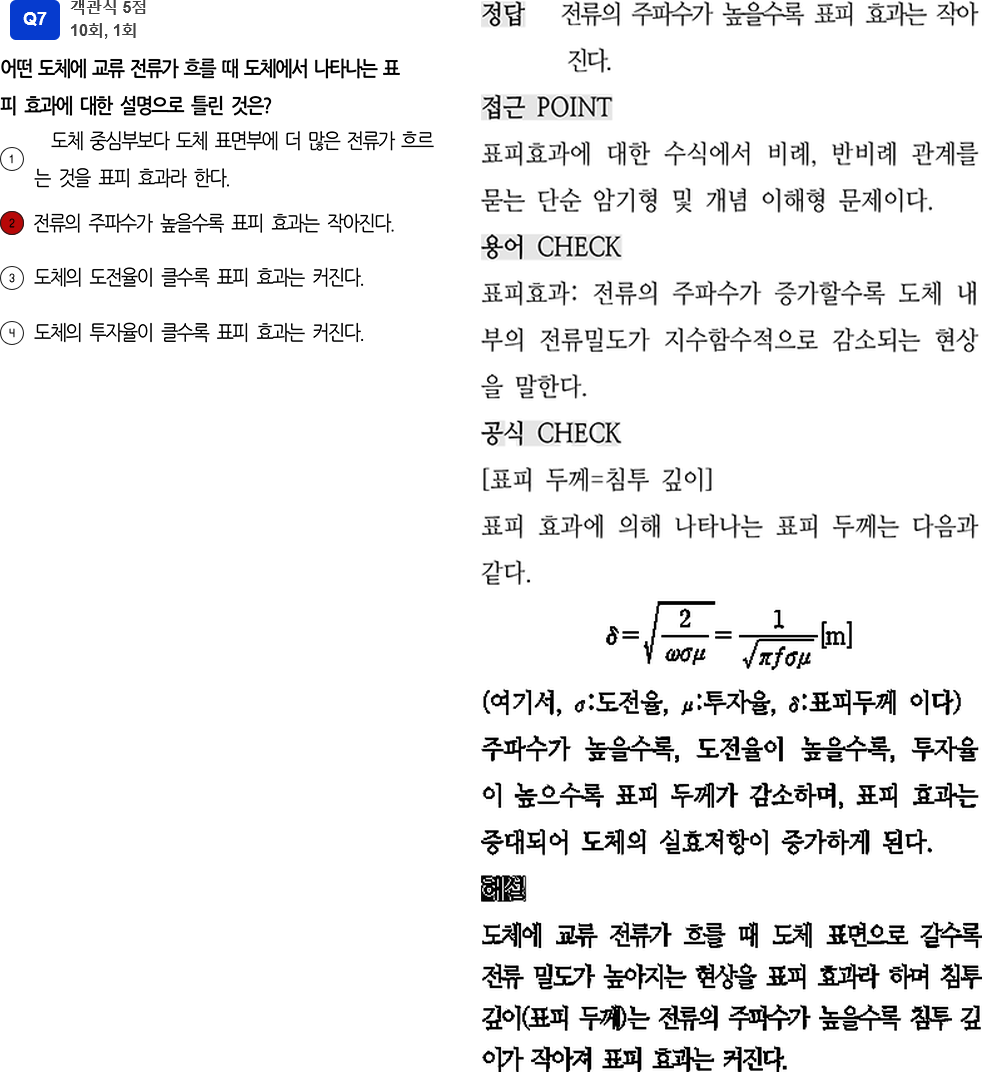 Q7
객관식 5점
10회, 1회
어떤 도체에 교류 전류가 흐를 때 도체에서 나타나는 표
피 효과에 대한 설명으로 틀린 것은?
① 도체 중심부보다 도체 표면부에 더 많은 전류가 흐르
는 것을 표피 효과라 한다.
② 전류의 주파수가 높을수록 표피 효과는 작아진다.
③ 도체의 도전율이 클수록 표피 효과는 커진다.
④ 도체의 투자율이 클수록 표피 효과는 커진다.
정답 전류의 주파수가 높을수록 표피 효과는 작아
진다.
접근 POINT
표피효과에 대한 수식에서 비례, 반비례 관계를
묻는 단순 암기형 및 개념 이해형 문제이다.
용어 CHECK
표피효과: 전류의 주파수가 증가할수록 도체 내
부의 전류밀도가 지수함수적으로 감소되는 현상
을 말한다.
공식 CHECK
[표피 두께=침투 깊이]
표피 효과에 의해 나타나는 표피 두께는 다음과
같다.
δ=√(2/ωσμ)=1/√(πfσμ)[m]
(여기서, σ:도전율, μ:투자율, δ:표피두께 이다)
주파수가 높을수록, 도전율이 높을수록, 투자율
이 높으수록 표피 두께가 감소하며, 표피 효과는
증대되어 도체의 실효저항이 증가하게 된다.
해설
도체에 교류 전류가 흐를 때 도체 표면으로 갈수록
전류 밀도가 높아지는 현상을 표피 효과라 하며 침투
깊이(표피 두께)는 전류의 주파수가 높을수록 침투 깊
이가 작아져 표피 효과는 커진다.